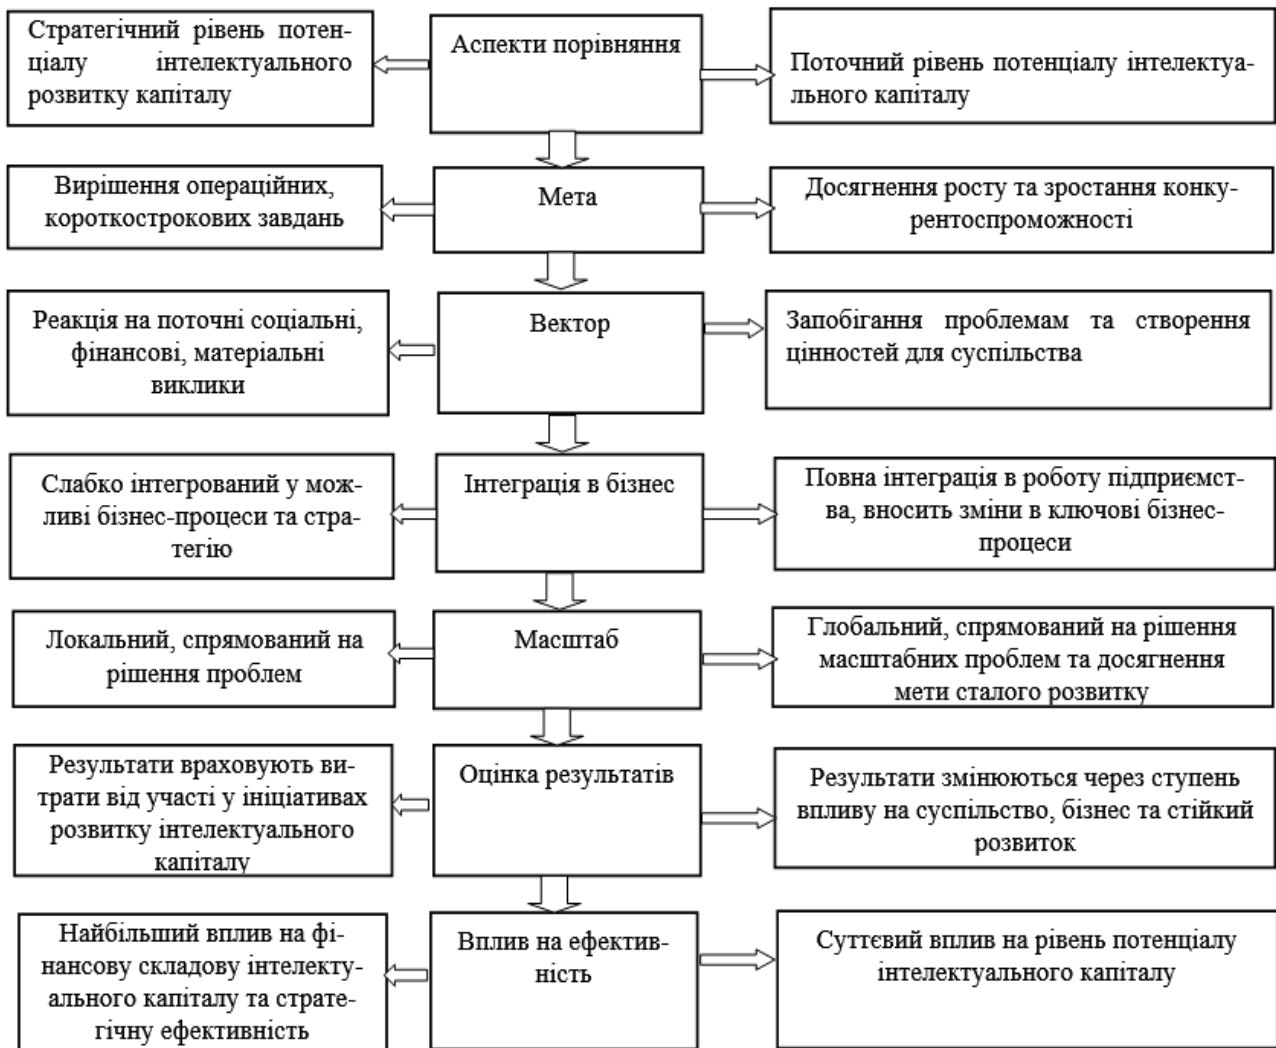 Стратегічний рівень потен-
ціалу інтелектуального
розвитку капіталу
Аспекти порівняння
Поточний рівень потенціалу інтелектуа-
льного капіталу
Вирішення операційних,
короткострокових завдань
Мета
Досягнення росту та зростання конку-
рентоспроможності
Реакція на поточні соціальні,
фінансові, матеріальні
виклики
Вектор
Запобігання проблемам та створення
цінностей для суспільства
Слабко інтегрований у мож-
ливі бізнес-процеси та стра-
тегію
Інтеграція в бізнес
Повна інтеграція в роботу підприємст-
ва, вносить зміни в ключові бізнес-
процеси
Локальний, спрямований на
рішення проблем
Масштаб
Глобальний, спрямований на рішення
масштабних проблем та досягнення
мети сталого розвитку
Результати враховують ви-
трати від участі у ініціативах
розвитку інтелектуального
капіталу
Оцінка результатів
Результати змінюються через ступень
впливу на суспільство, бізнес та стійкий
розвиток
Найбільший вплив на фі-
нансову складову інтелекту-
ального капіталу та страте-
гічну ефективність
Вплив на ефектив-
ність
Суттєвий вплив на рівень потенціалу
інтелектуального капіталу